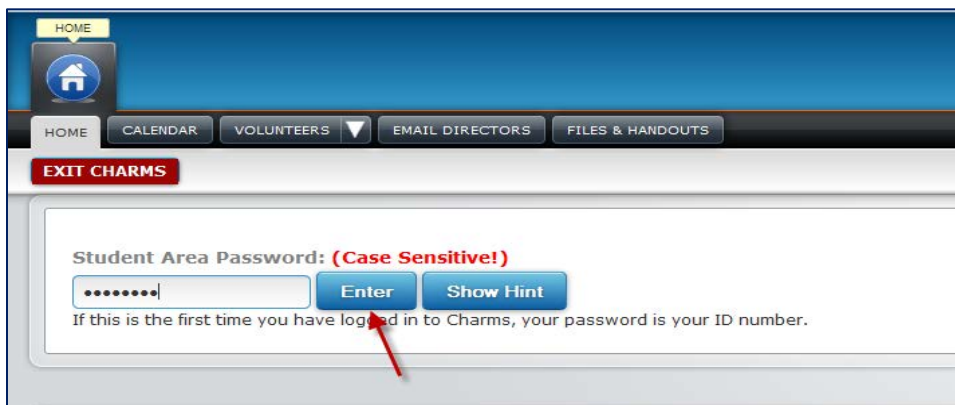 HOME
HOME CALENDAR VOLUNTEERS EMAIL DIRECTORS FILES & HANDOUTS
EXIT CHARMS
Student Area Password: (Case Sensitive!)
•••••••• Enter Show Hint
If this is the first time you have logged in to Charms, your password is your ID number.